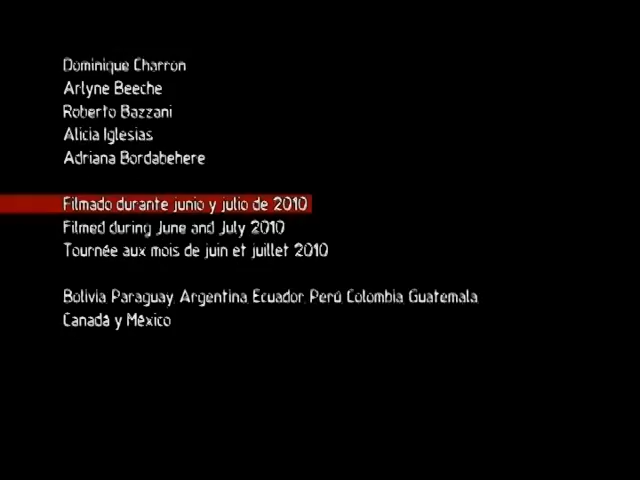 Dominique Charron
Arlyne Beeche
Roberto Bazzani
Alicia Iglesias
Adriana Bordabehere
Filmado durante junio y julio de 2010
Filmed during June and July 2010
Tournée aux mois de juin et juillet 2010
Bolivia, Paraguay, Argentina, Ecuador, Perú, Colombia, Guatemala,
Canadá y México